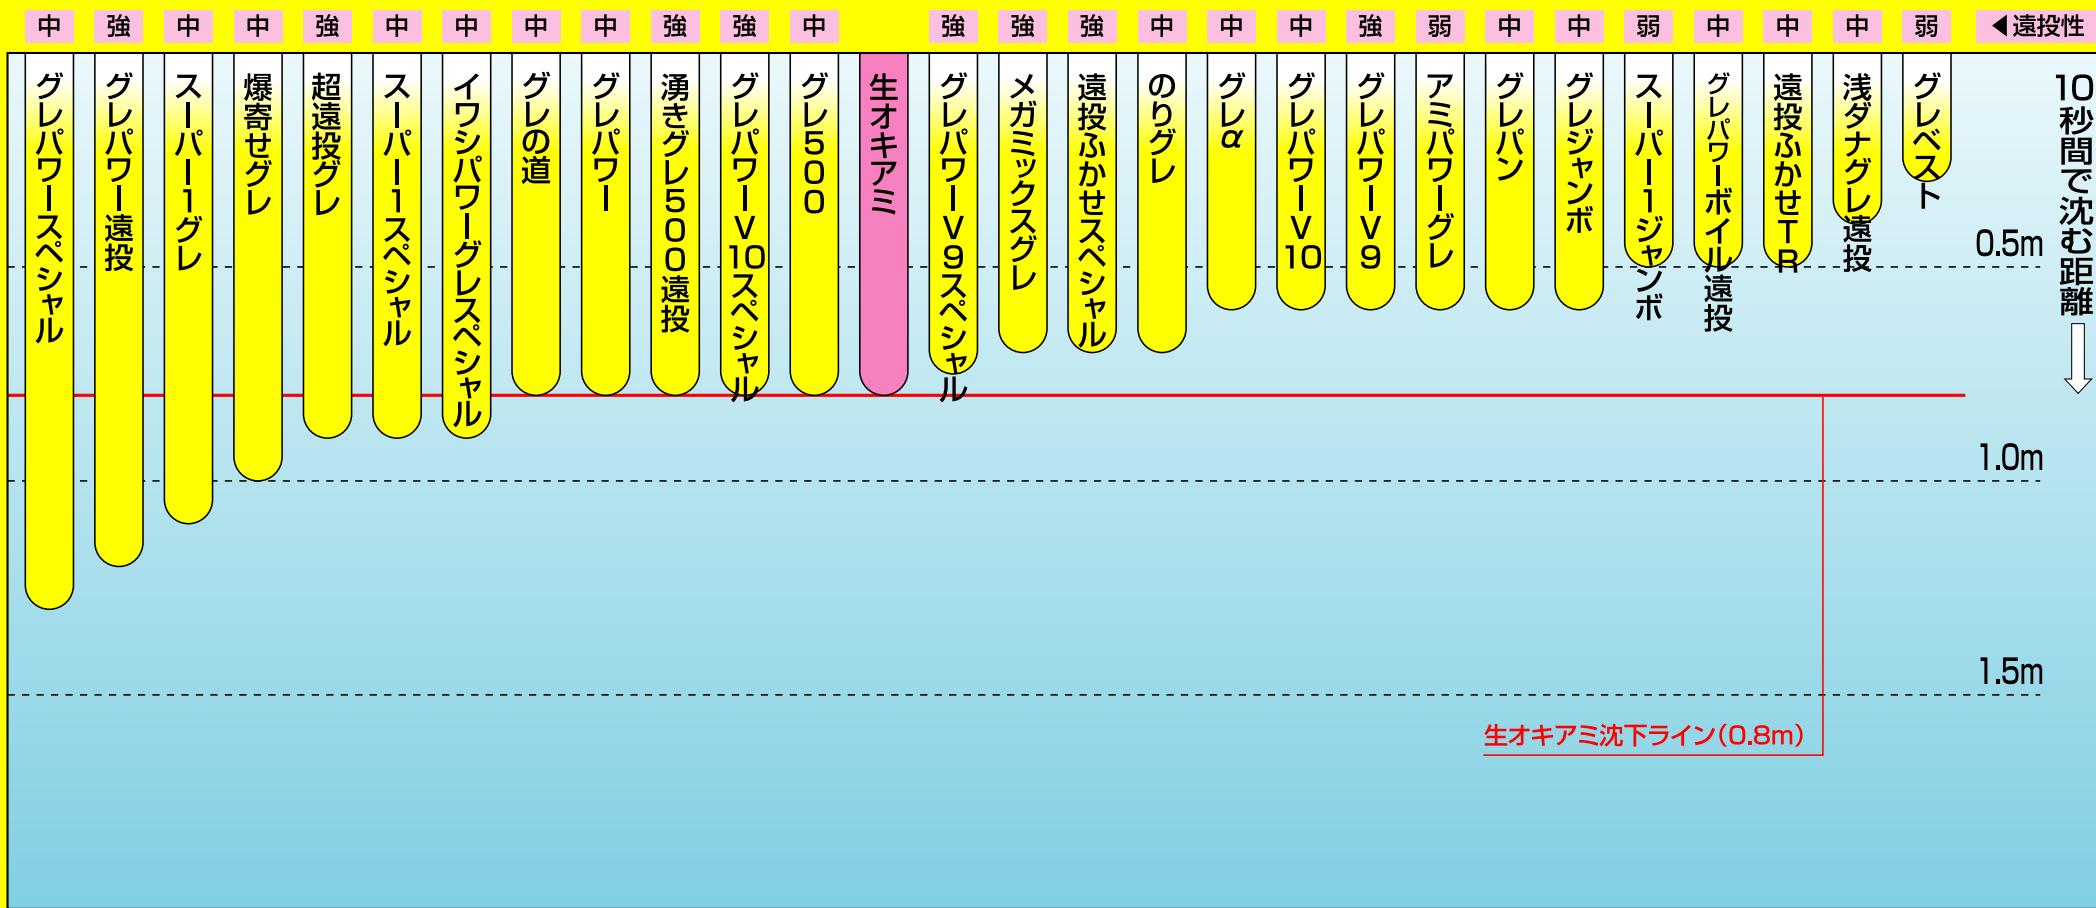 中 強 中 中 強 中 中 中 中 強 強 中 強 強 強 中 中 中 強 弱 中 中 弱 中 中 中 弱 ◀遠投性
10秒間で沈む距離
グレベスト
浅ダナグレ遠投
遠投ふかせTR
グレパワーボイル遠投
スーパー1ジャンボ
グレジャンボ
グレパン
アミパワーグレ
グレパワーV9
グレパワーV10
グレα
のりグレ
遠投ふかせスペシャル
メガミックスグレ
グレパワーV9スペシャル
生オキアミ
グレ500
グレパワーV10スペシャル
湧きグレ500遠投
グレパワー
グレの道
イワシパワーグレスペシャル
スーパー1スペシャル
超遠投グレ
爆寄せグレ
スーパー1グレ
グレパワー遠投
グレパワースペシャル
0.5m
1.0m
1.5m
生オキアミ沈下ライン(0.8m)